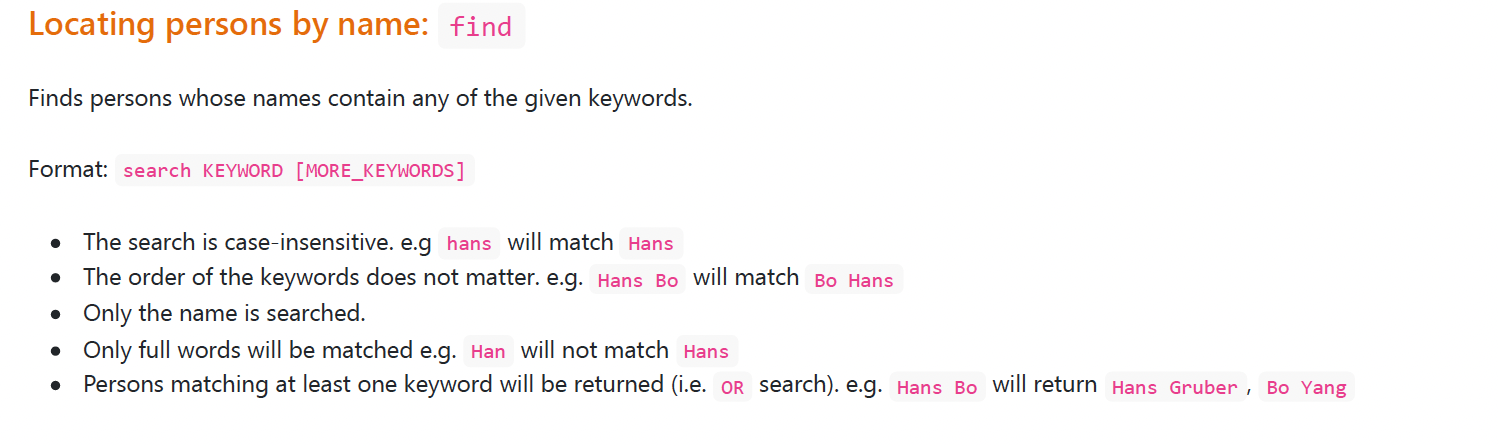 Locating persons by name: find
Finds persons whose names contain any of the given keywords.
Format: search KEYWORD [MORE_KEYWORDS]
• The search is case-insensitive. e.g hans will match Hans
• The order of the keywords does not matter. e.g. Hans Bo will match Bo Hans
• Only the name is searched.
• Only full words will be matched e.g. Han will not match Hans
• Persons matching at least one keyword will be returned (i.e. OR search). e.g. Hans Bo will return Hans Gruber, Bo Yang